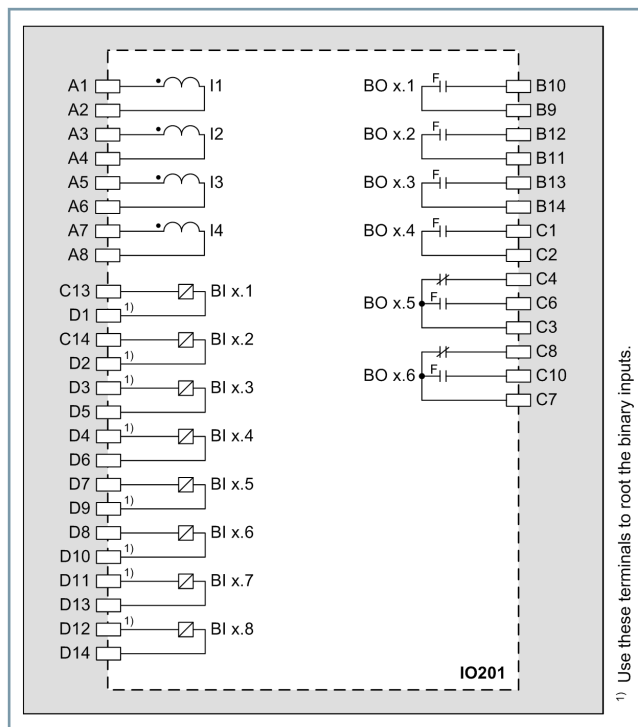 A1 I1
A2
A3 I2
A4
A5 I3
A6
A7 I4
A8
C13 BI x.1
D1 1)
C14 BI x.2
D2 1)
D3 1) BI x.3
D5
D4 1) BI x.4
D6
D7 BI x.5
D9 1)
D8 BI x.6
D10 1)
D11 1) BI x.7
D13
D12 1) BI x.8
D14
BO x.1 F B10
B9
BO x.2 F B12
B11
BO x.3 F B13
B14
BO x.4 F C1
C2
C4
BO x.5 F C6
C3
C8
BO x.6 F C10
C7
IO201
1) Use these terminals to root the binary inputs.